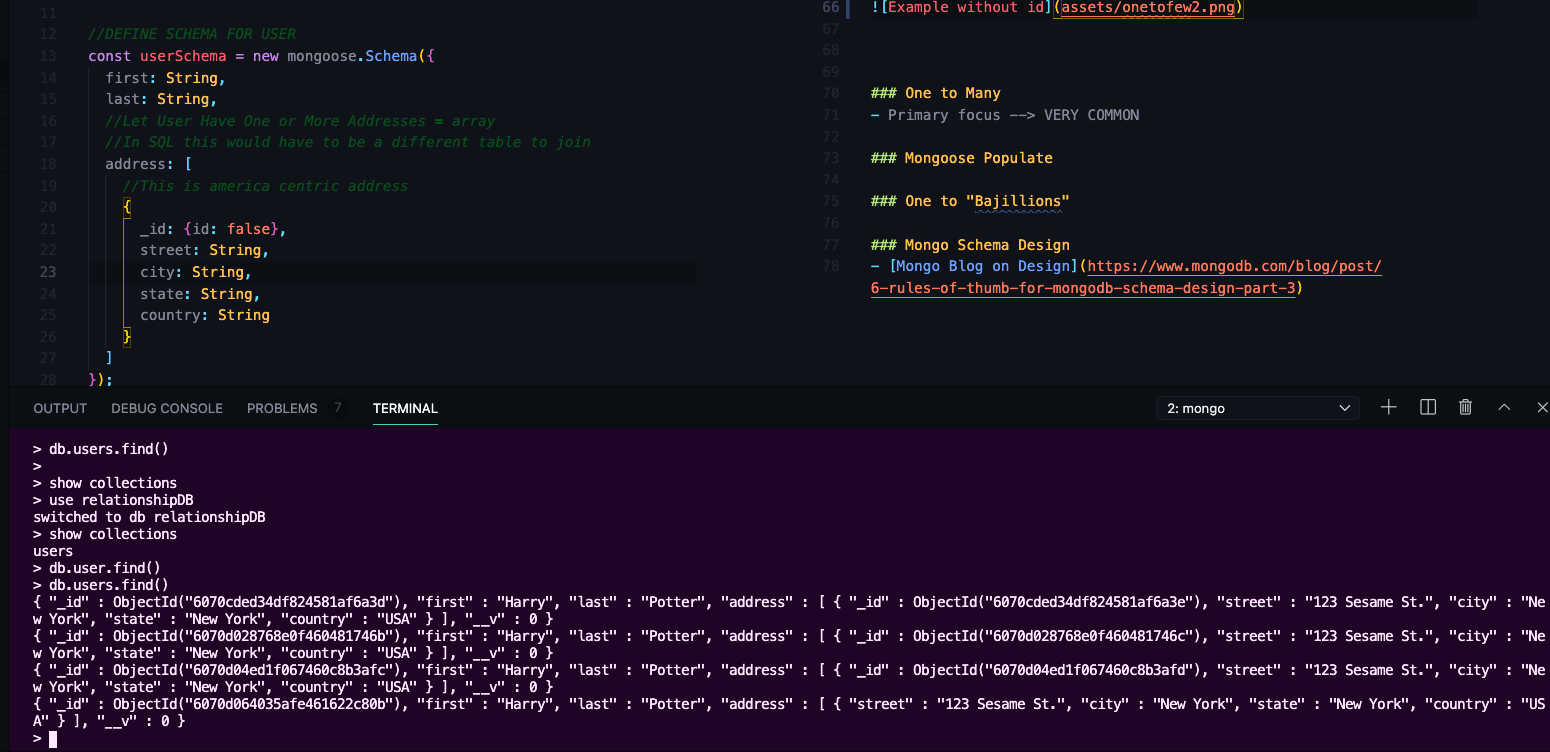 11
12 //DEFINE SCHEMA FOR USER
13 const userSchema = new mongoose.Schema({
14 first: String,
15 last: String,
16 //Let User Have One or More Addresses = array
17 //In SQL this would have to be a different table to join
18 address: [
19 //This is america centric address
20 {
21 _id: {id: false},
22 street: String,
23 city: String,
24 state: String,
25 country: String
26 }
27 ]
28 });
66 ![Example without id](assets/onetofew2.png)
67
68
69
70 ### One to Many
71 - Primary focus --> VERY COMMON
72
73 ### Mongoose Populate
74
75 ### One to "Bajillions"
76
77 ### Mongo Schema Design
78 - [Mongo Blog on Design](https://www.mongodb.com/blog/post/
6-rules-of-thumb-for-mongodb-schema-design-part-3)
OUTPUT DEBUG CONSOLE PROBLEMS 7 TERMINAL 2: mongo
> db.users.find()
>
> show collections
> use relationshipDB
switched to db relationshipDB
> show collections
users
> db.user.find()
> db.users.find()
{ "_id" : ObjectId("6070cded34df824581af6a3d"), "first" : "Harry", "last" : "Potter", "address" : [ { "_id" : ObjectId("6070cded34df824581af6a3e"), "street" : "123 Sesame St.", "city" : "Ne
w York", "state" : "New York", "country" : "USA" } ], "__v" : 0 }
{ "_id" : ObjectId("6070d028768e0f460481746b"), "first" : "Harry", "last" : "Potter", "address" : [ { "_id" : ObjectId("6070d028768e0f460481746c"), "street" : "123 Sesame St.", "city" : "Ne
w York", "state" : "New York", "country" : "USA" } ], "__v" : 0 }
{ "_id" : ObjectId("6070d04ed1f067460c8b3afc"), "first" : "Harry", "last" : "Potter", "address" : [ { "_id" : ObjectId("6070d04ed1f067460c8b3afd"), "street" : "123 Sesame St.", "city" : "Ne
w York", "state" : "New York", "country" : "USA" } ], "__v" : 0 }
{ "_id" : ObjectId("6070d064035afe461622c80b"), "first" : "Harry", "last" : "Potter", "address" : [ { "street" : "123 Sesame St.", "city" : "New York", "state" : "New York", "country" : "US
A" } ], "__v" : 0 }
>